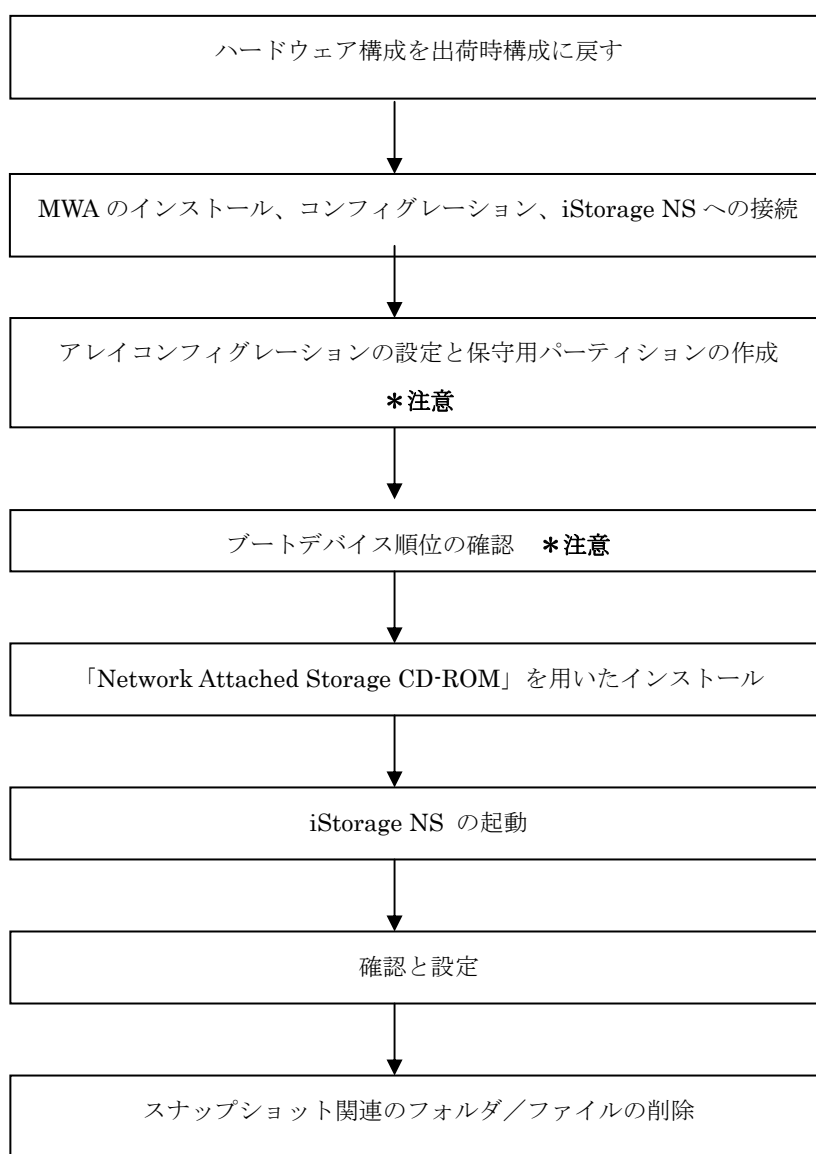 ハードウェア構成を出荷時構成に戻す
MWA のインストール、コンフィグレーション、iStorage NS への接続
アレイコンフィグレーションの設定と保守用パーティションの作成
＊注意
ブートデバイス順位の確認　＊注意
「Network Attached Storage CD-ROM」を用いたインストール
iStorage NS の起動
確認と設定
スナップショット関連のフォルダ／ファイルの削除